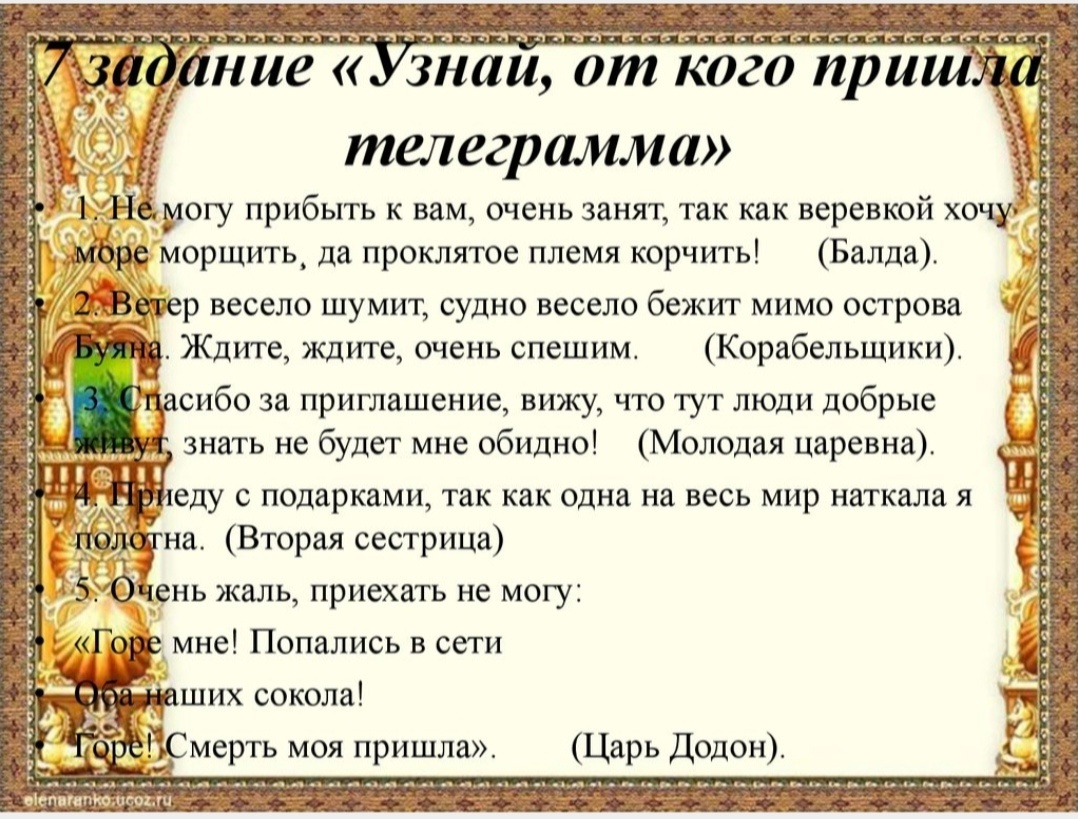 7 задание «Узнай, от кого пришла
телеграмма»
• 1. Не могу прибыть к вам, очень занят, так как веревкой хочу
море морщить, да проклятое племя корчить! (Балда).
• 2. Ветер весело шумит, судно весело бежит мимо острова
Буяна. Ждите, ждите, очень спешим. (Корабельщики).
• 3. Спасибо за приглашение, вижу, что тут люди добрые
живут, знать не будет мне обидно! (Молодая царевна).
• 4. Приеду с подарками, так как одна на весь мир наткала я
полотна. (Вторая сестрица)
• 5. Очень жаль, приехать не могу:
• «Горе мне! Попались в сети
• Оба наших сокола!
• Горе! Смерть моя пришла». (Царь Додон).
elenaranko.ucoz.ru